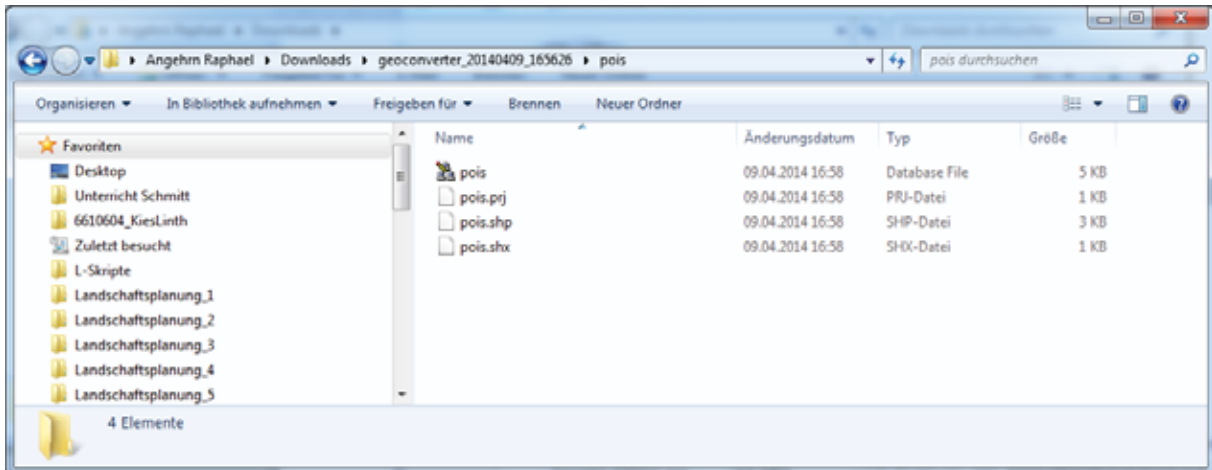 Angehrn Raphael ▸ Downloads ▸ geoconverter_20140409_165626 ▸ pois
pois durchsuchen
Organisieren In Bibliothek aufnehmen Freigeben für Brennen Neuer Ordner
Favoriten
Desktop
Unterricht Schmitt
6610604_KiesLinth
Zuletzt besucht
L-Skripte
Landschaftsplanung_1
Landschaftsplanung_2
Landschaftsplanung_3
Landschaftsplanung_4
Landschaftsplanung_5
Name Änderungsdatum Typ Größe
pois 09.04.2014 16:58 Database File 5 KB
pois.prj 09.04.2014 16:58 PRJ-Datei 1 KB
pois.shp 09.04.2014 16:58 SHP-Datei 3 KB
pois.shx 09.04.2014 16:58 SHX-Datei 1 KB
4 Elemente